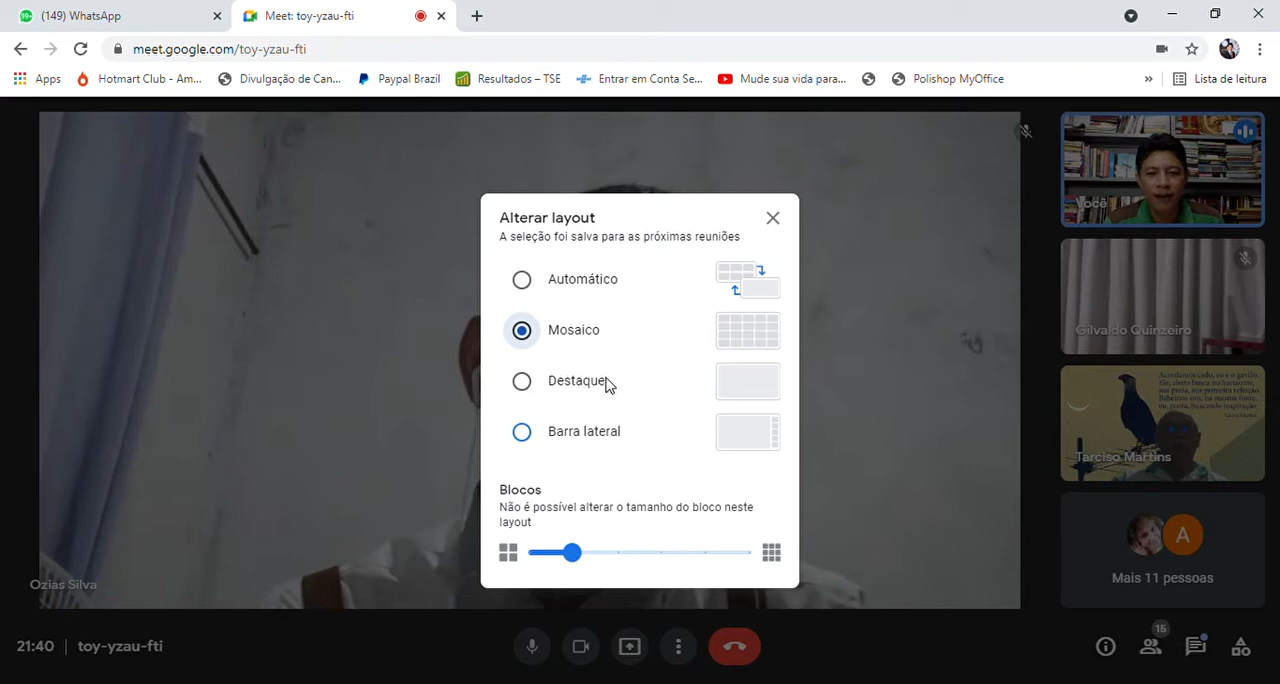 (149) WhatsApp
Meet: toy-yzau-fti
meet.google.com/toy-yzau-fti
Apps
Hotmart Club - Am...
Divulgação de Can...
Paypal Brazil
Resultados – TSE
Entrar em Conta Se...
Mude sua vida para...
Polishop MyOffice
»
Lista de leitura
Alterar layout
A seleção foi salva para as próximas reuniões
Automático
Mosaico
Destaque
Barra lateral
Blocos
Não é possível alterar o tamanho do bloco neste
layout
Você
Gilvaldo Quinzeiro
Tarciso Martins
A
Mais 11 pessoas
Ozias Silva
21:40 | toy-yzau-fti
15